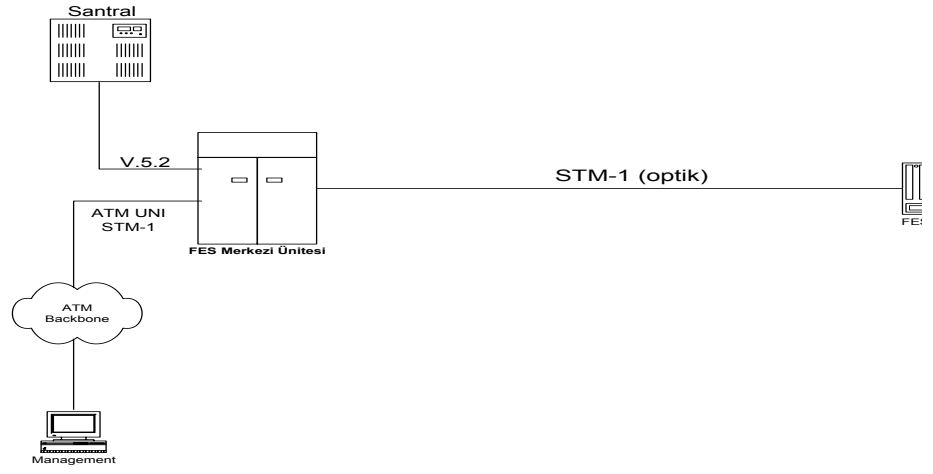 Santral
V.5.2
STM-1 (optik)
ATM UNI
STM-1
FES Merkezi Ünitesi
ATM
Backbone
Management